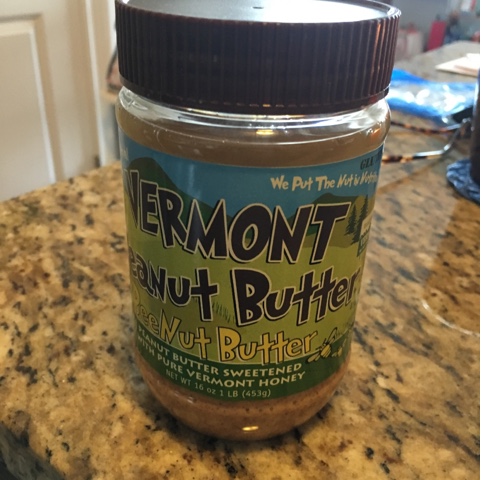 We Put The Nut in Nutrition
VERMONT
Peanut Butter
BeeNut Butter
PEANUT BUTTER SWEETENED
WITH PURE VERMONT HONEY
NET WT 16 oz 1 LB (453g)